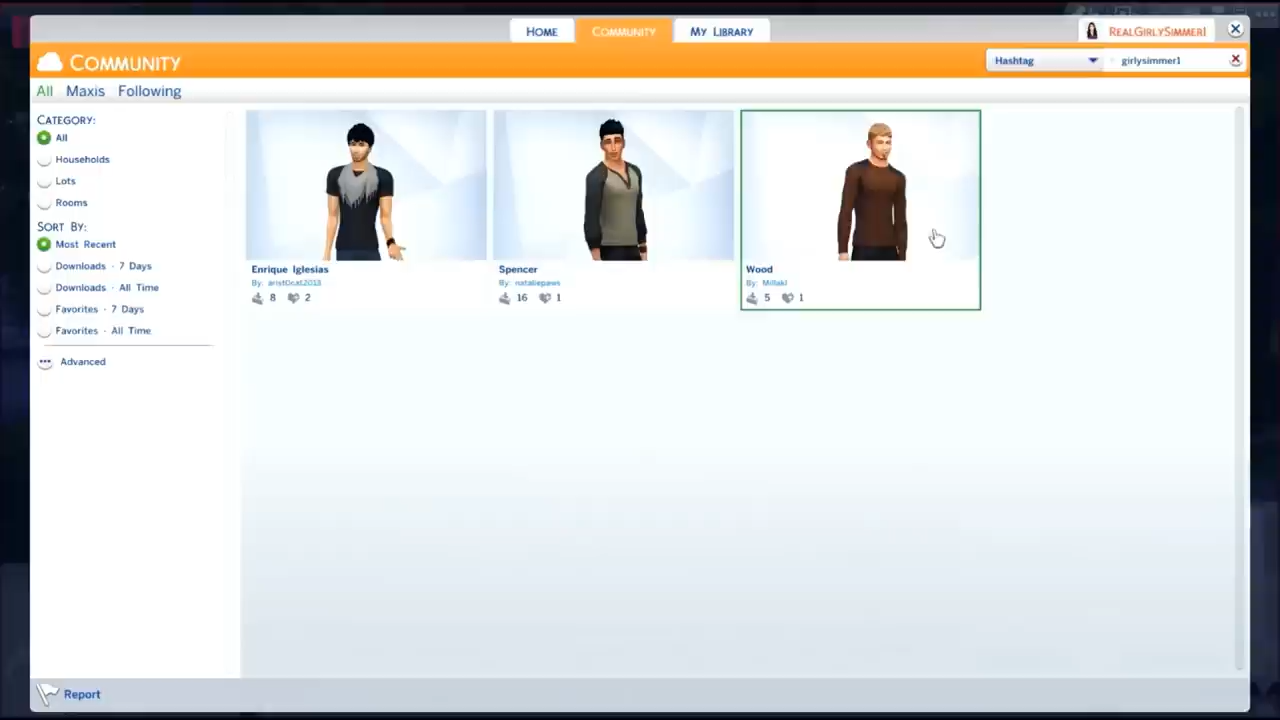 HOME
COMMUNITY
MY LIBRARY
REALGIRLYSIMMER1
COMMUNITY
Hashtag
girlysimmer1
All
Maxis
Following
CATEGORY:
All
Households
Lots
Rooms
SORT BY:
Most Recent
Downloads - 7 Days
Downloads - All Time
Favorites - 7 Days
Favorites - All Time
Advanced
Enrique Iglesias
By: arist0cat2013
8 2
Spencer
By: nataliepaws
16 1
Wood
By:
5 1
Report